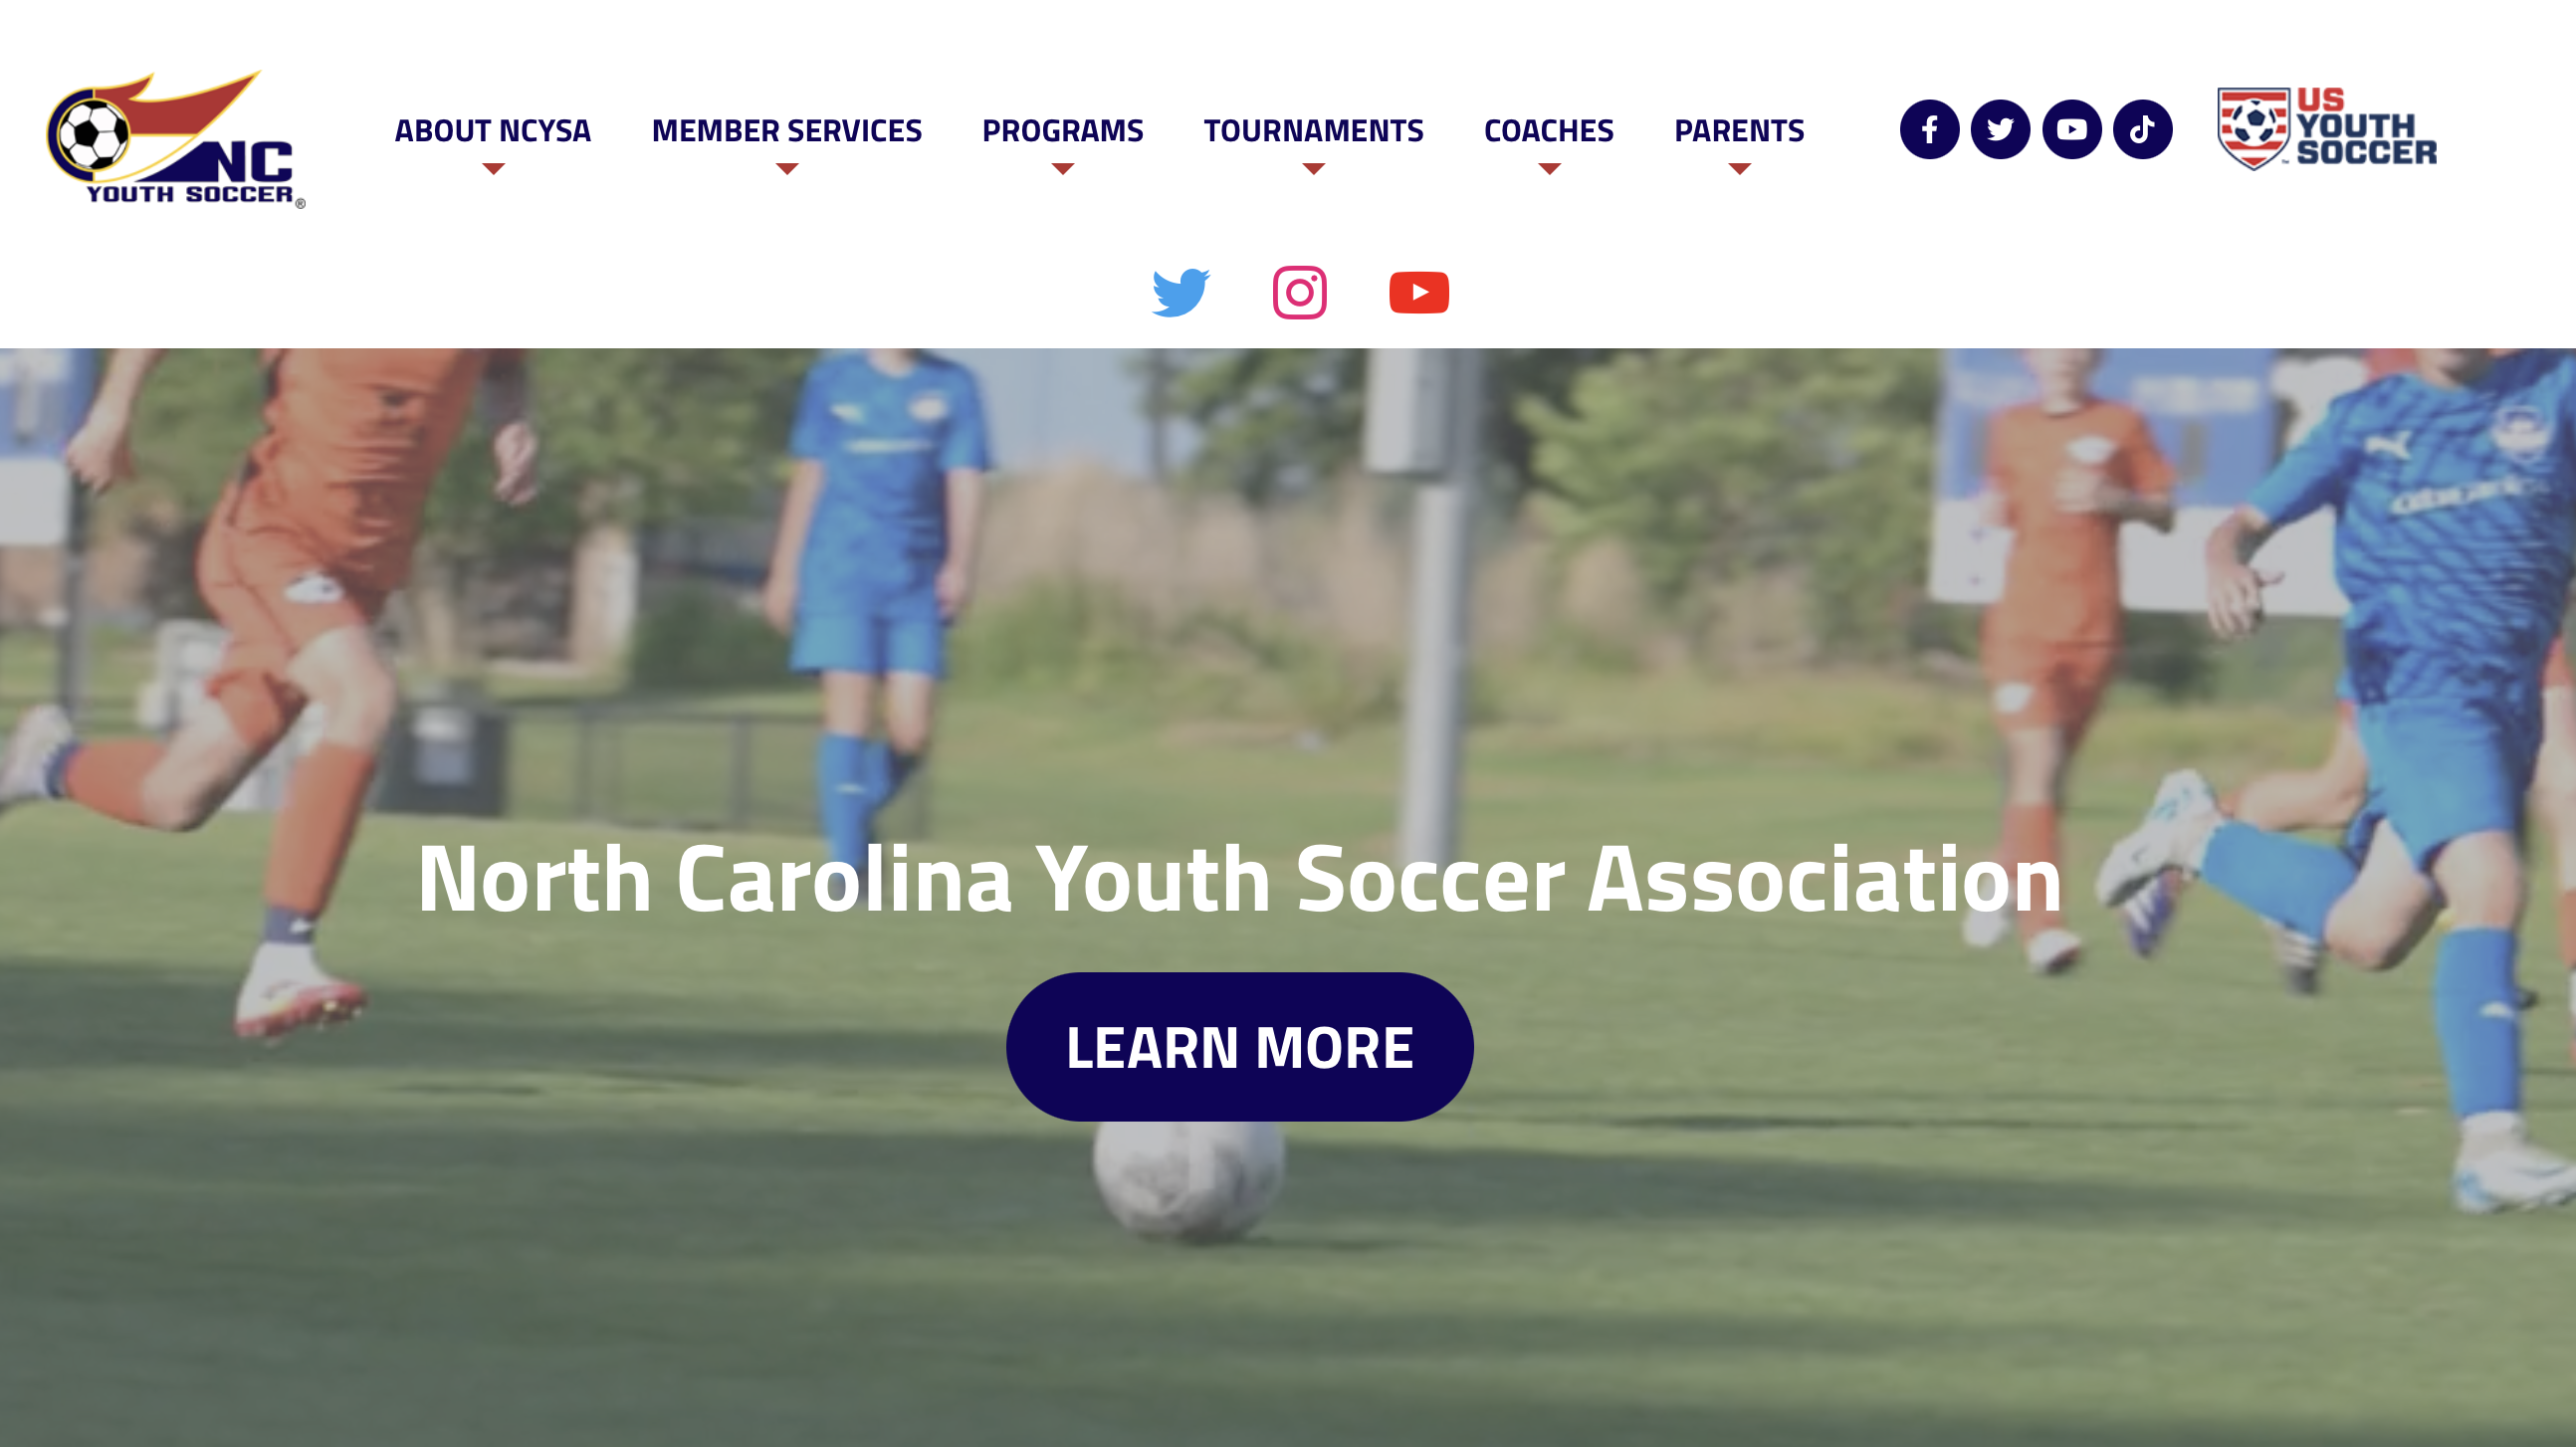 NC
YOUTH SOCCER®
ABOUT NCYSA
MEMBER SERVICES
PROGRAMS
TOURNAMENTS
COACHES
PARENTS
US
YOUTH
SOCCER
North Carolina Youth Soccer Association
LEARN MORE